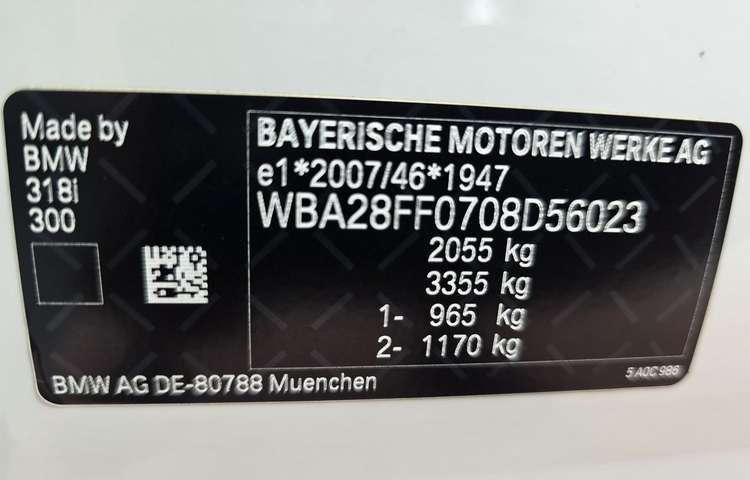 Made by
BMW
318i
300
BAYERISCHE MOTOREN WERKE AG
e1*2007/46*1947
WBA28FF0708D56023
2055 kg
3355 kg
1- 965 kg
2- 1170 kg
BMW AG DE-80788 Muenchen
5 A0C 986